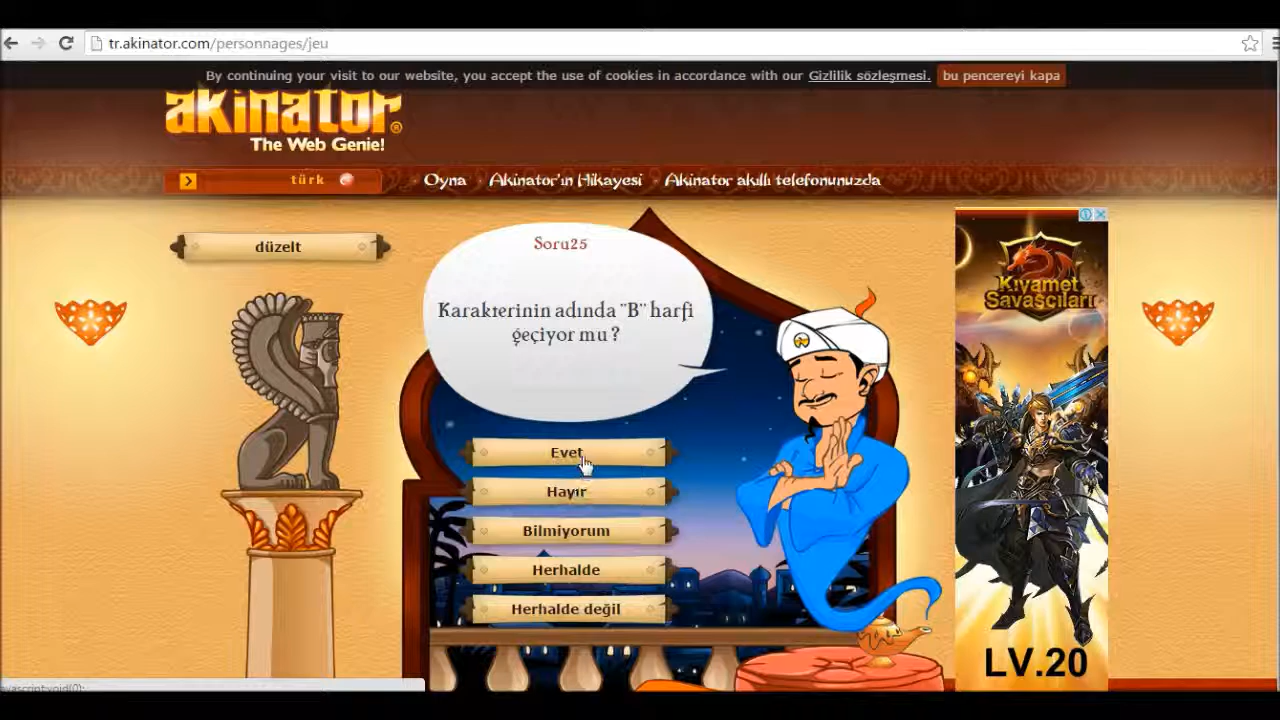 tr.akinator.com/personnages/jeu
By continuing your visit to our website, you accept the use of cookies in accordance with our Gizlilik sözleşmesi. bu pencereyi kapa
akinator®
The Web Genie!
türk
Oyna
Akinator'ın Hikayesi
Akinator akıllı telefonunuzda
düzelt
Soru25
Karakterinin adında "B" harfi
geçiyor mu ?
Evet
Hayır
Bilmiyorum
Herhalde
Herhalde değil
Kıyamet
Savaşçıları
LV.20